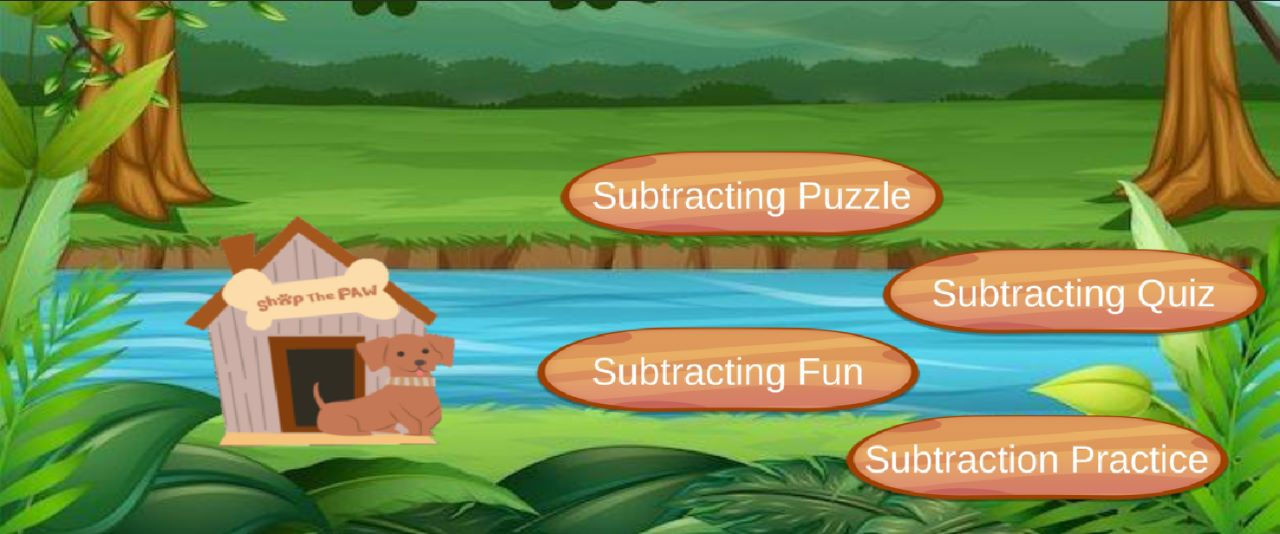 Subtracting Puzzle
Subtracting Quiz
Shop The PAW
Subtracting Fun
Subtraction Practice